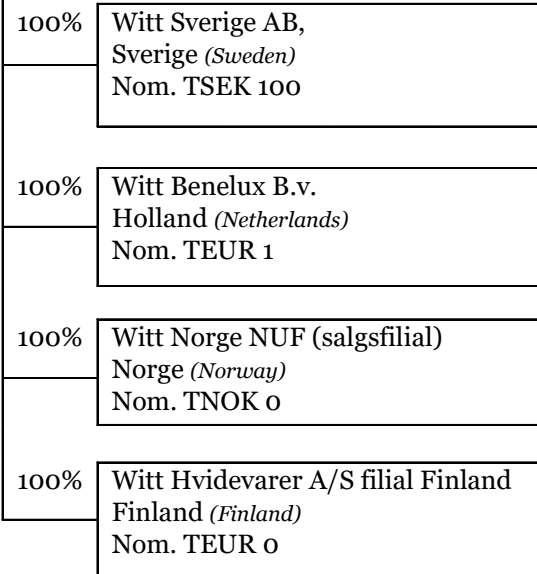 100% Witt Sverige AB,
Sverige (Sweden)
Nom. TSEK 100
100% Witt Benelux B.v.
Holland (Netherlands)
Nom. TEUR 1
100% Witt Norge NUF (salgsfilial)
Norge (Norway)
Nom. TNOK 0
100% Witt Hvidevarer A/S filial Finland
Finland (Finland)
Nom. TEUR 0